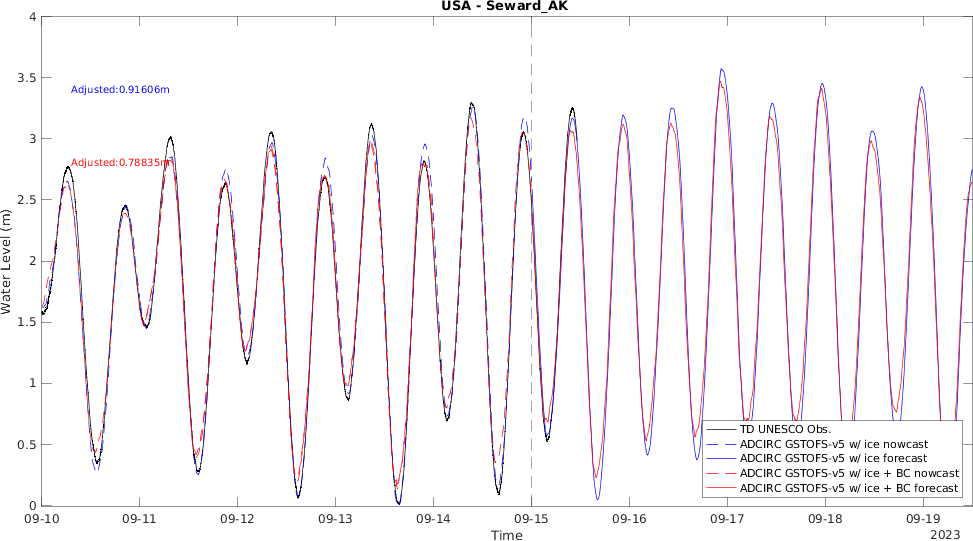 USA - Seward_AK
4
3.5
3
2.5
2
1.5
1
0.5
0
Water Level (m)
Adjusted:0.91606m
Adjusted:0.78835m
TD UNESCO Obs.
ADCIRC GSTOFS-v5 w/ ice nowcast
ADCIRC GSTOFS-v5 w/ ice forecast
ADCIRC GSTOFS-v5 w/ ice + BC nowcast
ADCIRC GSTOFS-v5 w/ ice + BC forecast
09-10 09-11 09-12 09-13 09-14 09-15 09-16 09-17 09-18 09-19
Time
2023